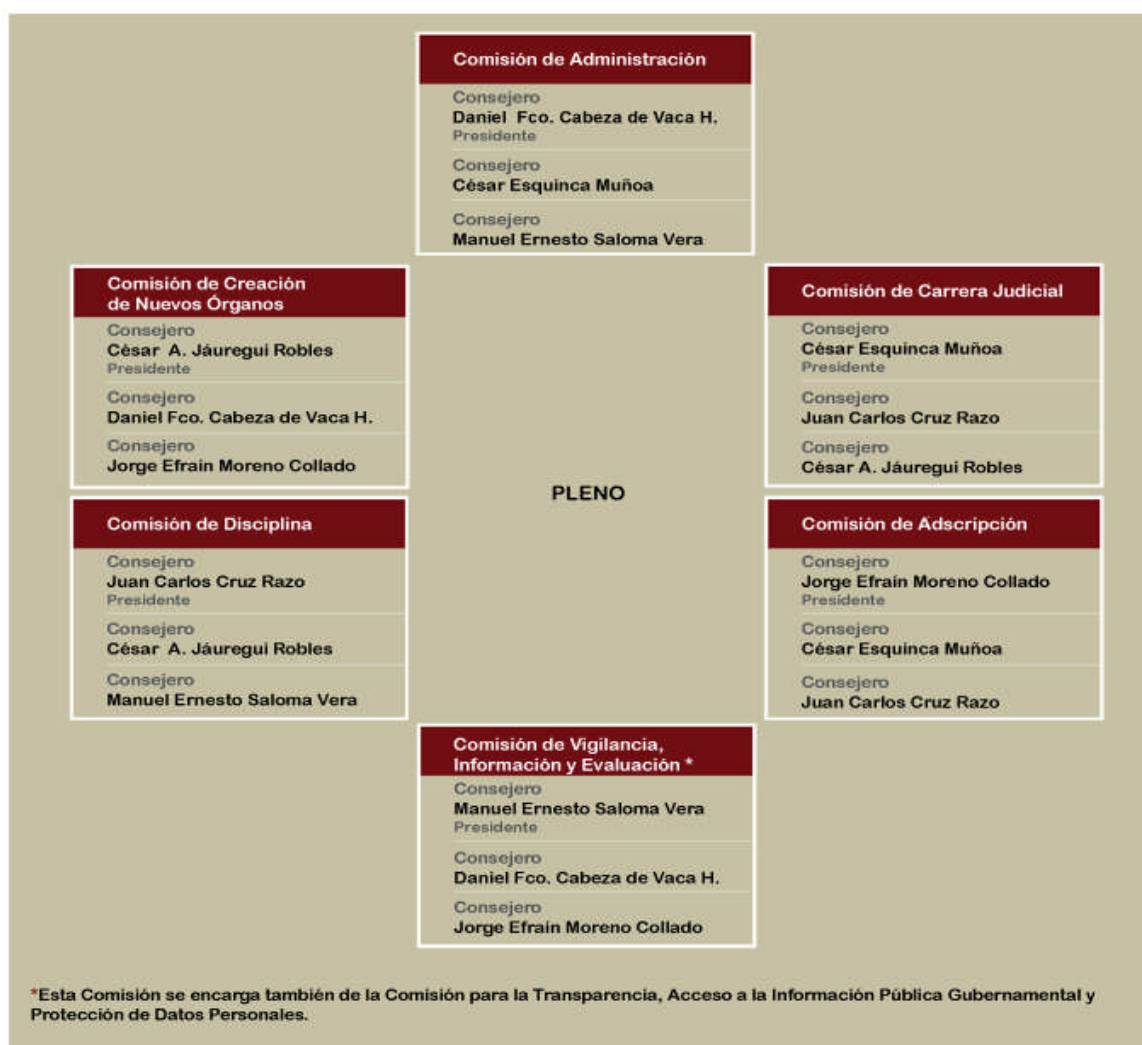 Comisión de Administración
Consejero
Daniel Fco. Cabeza de Vaca H.
Presidente
Consejero
César Esquinca Muñoa
Consejero
Manuel Ernesto Saloma Vera
Comisión de Creación
de Nuevos Órganos
Consejero
César A. Jáuregui Robles
Presidente
Consejero
Daniel Fco. Cabeza de Vaca H.
Consejero
Jorge Efraín Moreno Collado
Comisión de Carrera Judicial
Consejero
César Esquinca Muñoa
Presidente
Consejero
Juan Carlos Cruz Razo
Consejero
César A. Jáuregui Robles
PLENO
Comisión de Disciplina
Consejero
Juan Carlos Cruz Razo
Presidente
Consejero
César A. Jáuregui Robles
Consejero
Manuel Ernesto Saloma Vera
Comisión de Adscripción
Consejero
Jorge Efraín Moreno Collado
Presidente
Consejero
César Esquinca Muñoa
Consejero
Juan Carlos Cruz Razo
Comisión de Vigilancia,
Información y Evaluación *
Consejero
Manuel Ernesto Saloma Vera
Presidente
Consejero
Daniel Fco. Cabeza de Vaca H.
Consejero
Jorge Efraín Moreno Collado
*Esta Comisión se encarga también de la Comisión para la Transparencia, Acceso a la Información Pública Gubernamental y
Protección de Datos Personales.